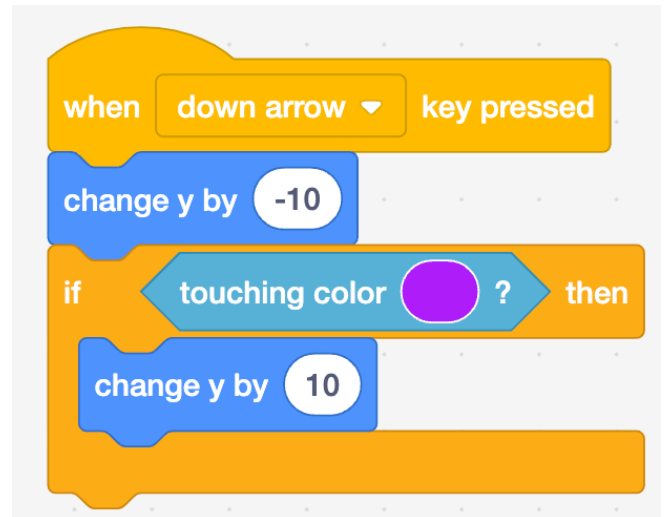 when down arrow key pressed
change y by -10
if touching color ? then
change y by 10